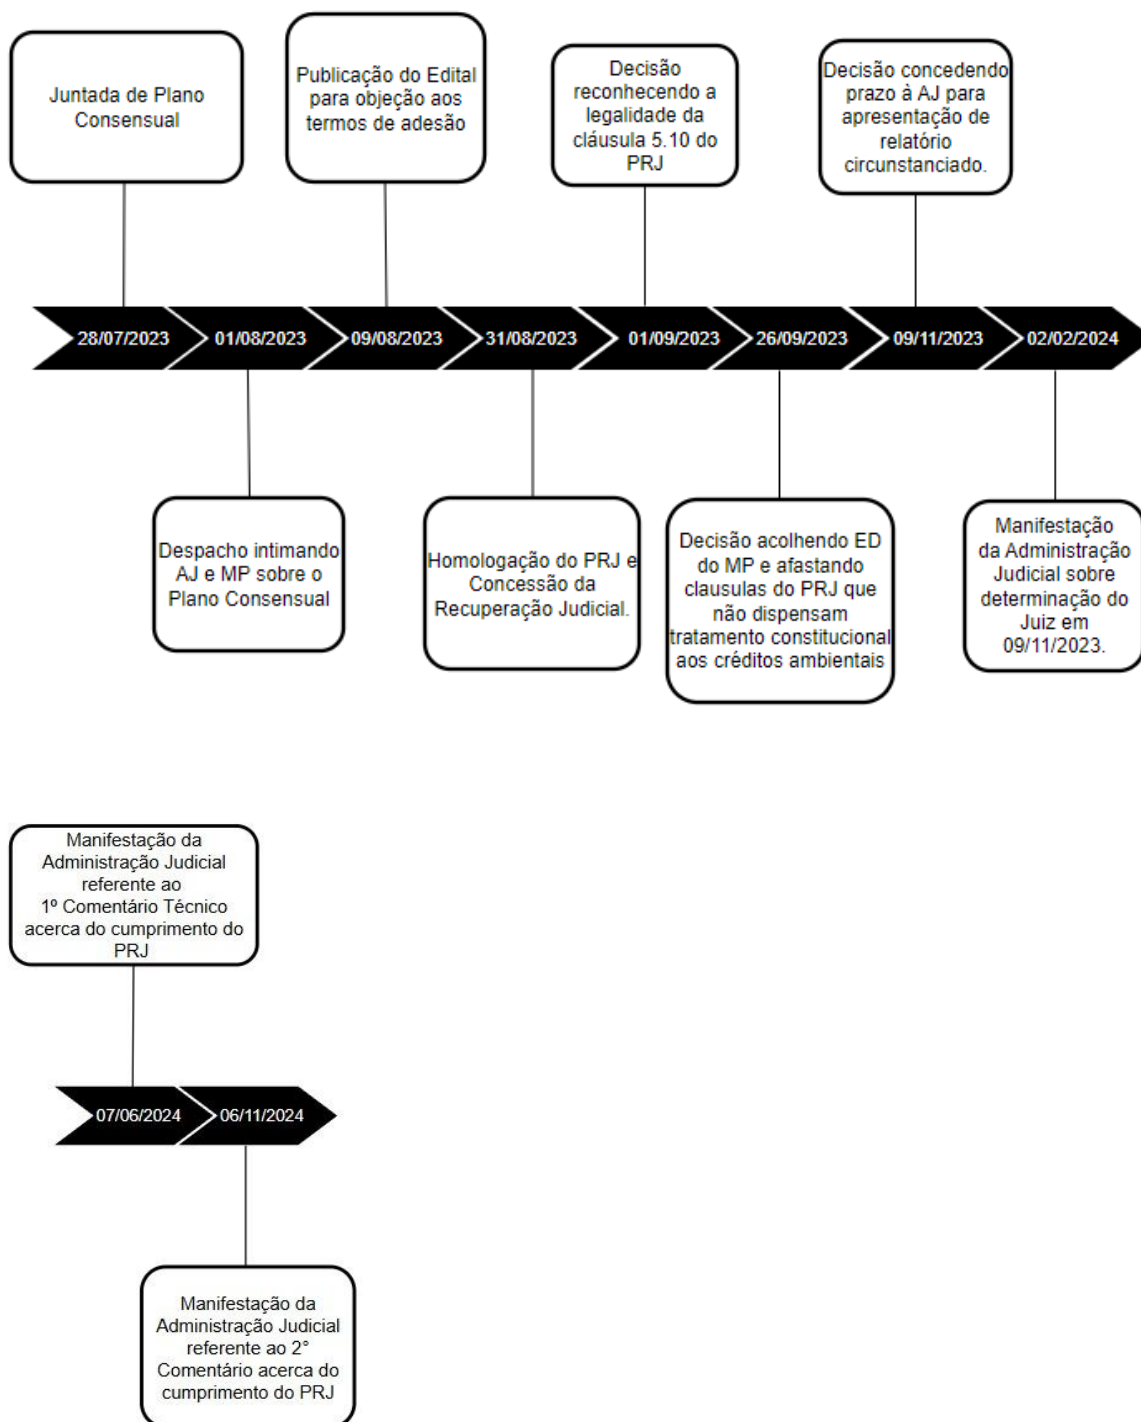 Juntada de Plano
Consensual
Publicação do Edital
para objeção aos
termos de adesão
Decisão
reconhecendo a
legalidade da
cláusula 5.10 do
PRJ
Decisão concedendo
prazo à AJ para
apresentação de
relatório
circunstanciado.
28/07/2023
01/08/2023
09/08/2023
31/08/2023
01/09/2023
26/09/2023
09/11/2023
02/02/2024
Despacho intimando
AJ e MP sobre o
Plano Consensual
Homologação do PRJ e
Concessão da
Recuperação Judicial.
Decisão acolhendo ED
do MP e afastando
clausulas do PRJ que
não dispensam
tratamento constitucional
aos créditos ambientais
Manifestação
da Administração
Judicial sobre
determinação do
Juiz em
09/11/2023.
Manifestação da
Administração Judicial
referente ao
1º Comentário Técnico
acerca do cumprimento do
PRJ
07/06/2024
06/11/2024
Manifestação da
Administração Judicial
referente ao 2°
Comentário acerca do
cumprimento do PRJ